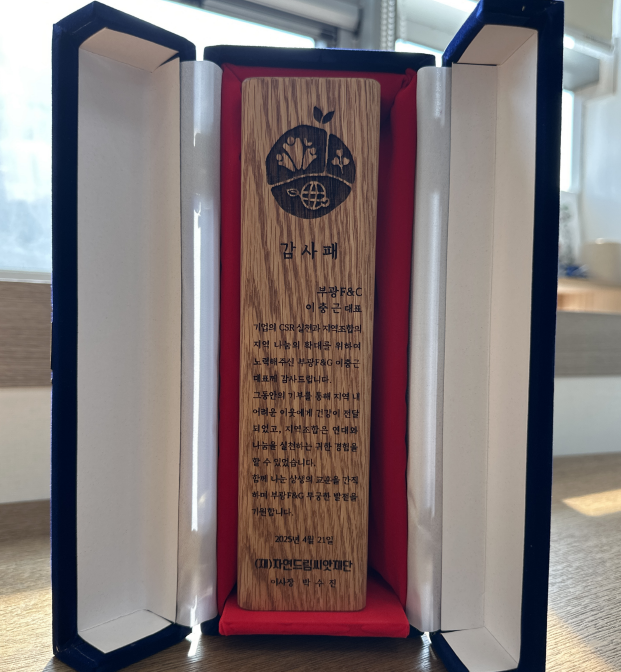 감사패
부광F&C
이충근 대표
기업의 CSR 실천과 지역조합의
지역 나눔의 확대를 위하여
노력해주신 부광F&G 이충근
대표께 감사드립니다.
그동안의 기부를 통해 지역 내
어려운 이웃에게 건강이 전달
되었고, 지역조합은 연대와
나눔을 실천하는 귀한 경험을
할 수 있었습니다.
함께 나눈 상생의 교훈을 간직
하며 부광F&G 무궁한 발전을
기원합니다.
2025년 4월 21일
(재)자연드림씨앗재단
이사장 박수진